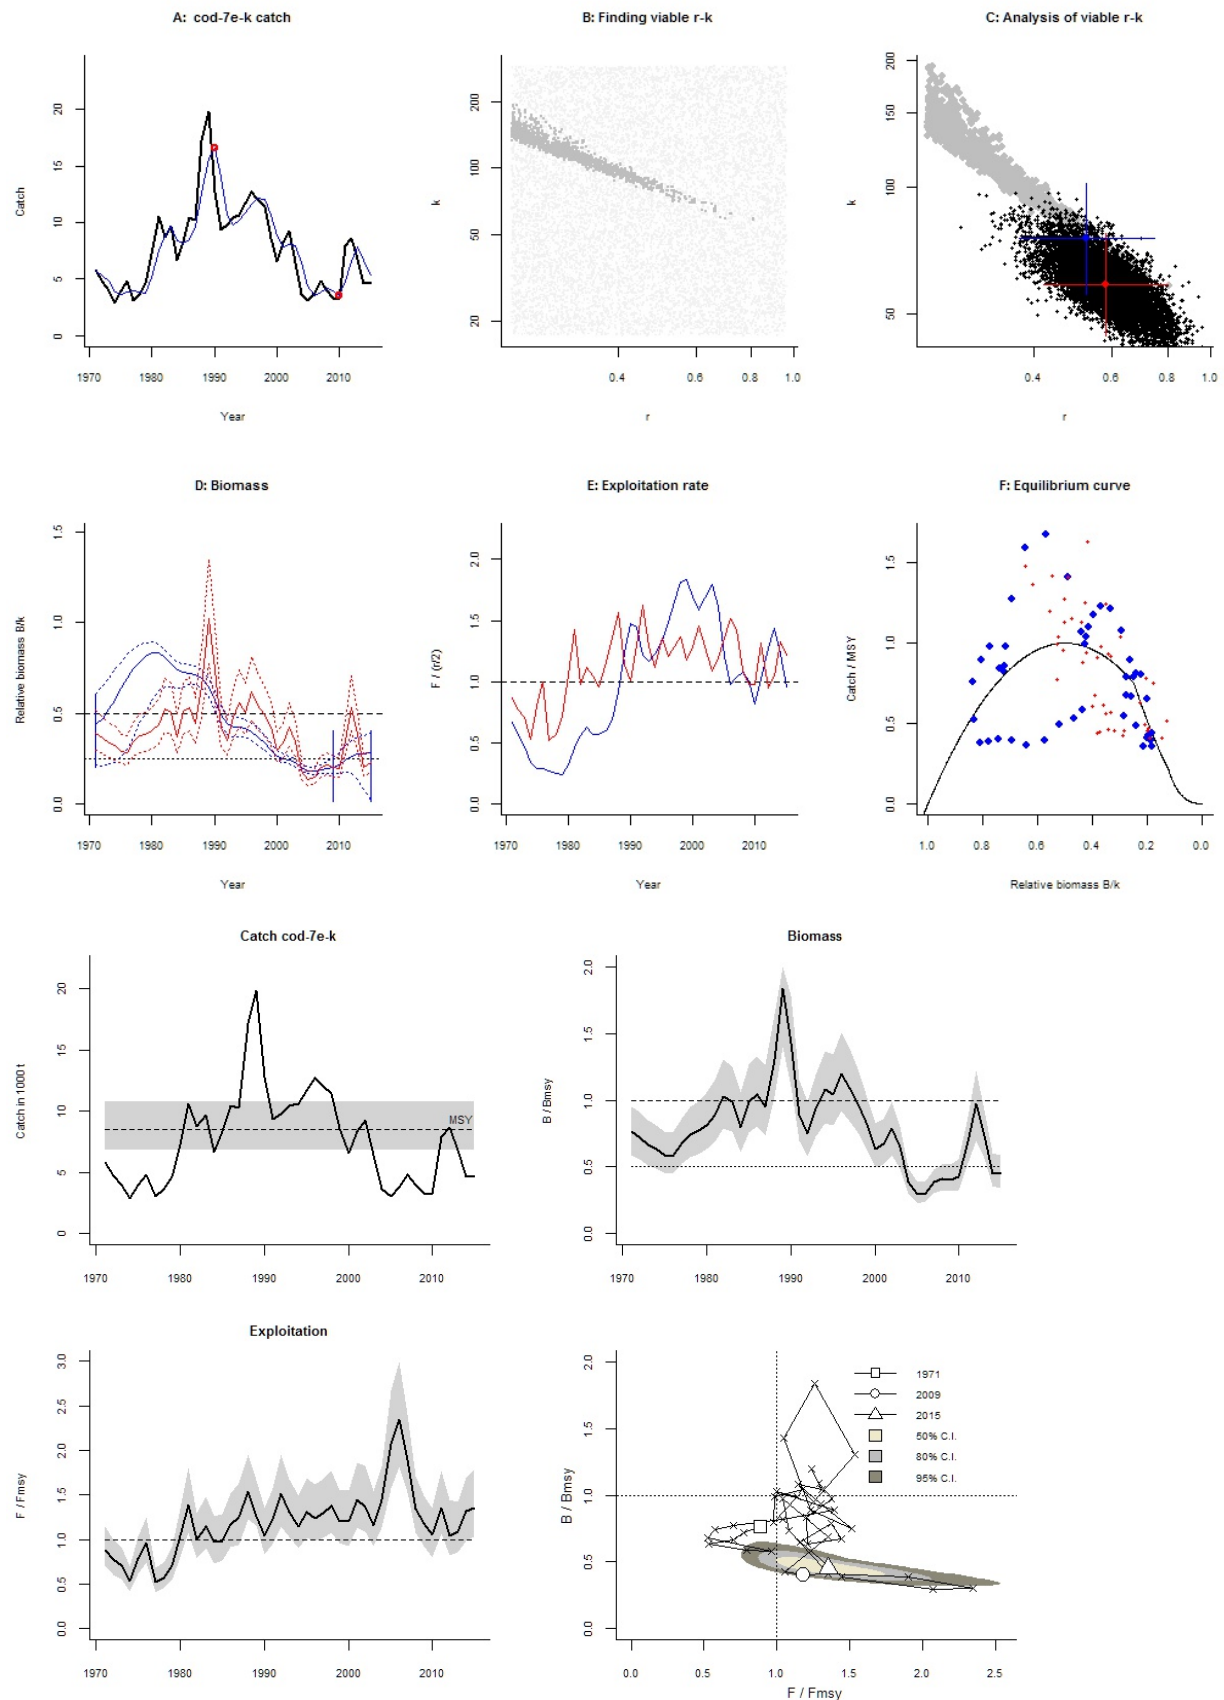 A: cod-7e-k catch
B: Finding viable r-k
C: Analysis of viable r-k
Catch
0 5 10 15 20
1970 1980 1990 2000 2010
Year
k
20 50 100 200
0.4 0.6 0.8 1.0
r
k
50 100 150 200
0.4 0.6 0.8 1.0
r
D: Biomass
E: Exploitation rate
F: Equilibrium curve
Relative biomass B/k
0.0 0.5 1.0 1.5
1970 1980 1990 2000 2010
Year
F / (r/2)
0.0 0.5 1.0 1.5 2.0
1970 1980 1990 2000 2010
Year
Catch / MSY
0.0 0.5 1.0 1.5
1.0 0.8 0.6 0.4 0.2 0.0
Relative biomass B/k
Catch cod-7e-k
Biomass
Catch in 1000 t
0 5 10 15 20
MSY
1970 1980 1990 2000 2010
B / Bmsy
0.0 0.5 1.0 1.5 2.0
1970 1980 1990 2000 2010
Exploitation
F / Fmsy
0.0 0.5 1.0 1.5 2.0 2.5 3.0
1970 1980 1990 2000 2010
B / Bmsy
0.0 0.5 1.0 1.5 2.0
1971
2009
2015
50% C.I.
80% C.I.
95% C.I.
0.0 0.5 1.0 1.5 2.0 2.5
F / Fmsy